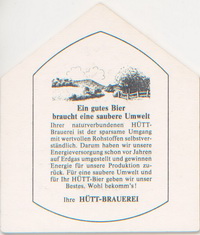 Ein gutes Bier
braucht eine saubere Umwelt
Ihrer naturverbundenen HÜTT-
Brauerei ist der sparsame Umgang
mit wertvollen Rohstoffen selbstver-
ständlich. Darum haben wir unsere
Energieversorgung schon vor Jahren
auf Erdgas umgestellt und gewinnen
Energie für unsere Produktion zu-
rück. Für eine saubere Umwelt und
für Ihr HÜTT-Bier geben wir unser
Bestes. Wohl bekomm's!
Ihre HÜTT-BRAUEREI